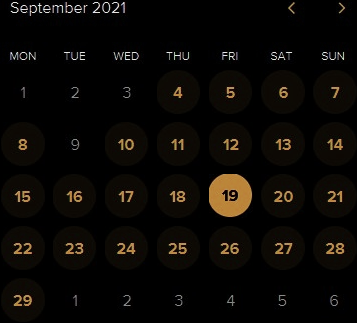 September 2021
MON TUE WED THU FRI SAT SUN
1 2 3 4 5 6 7
8 9 10 11 12 13 14
15 16 17 18 19 20 21
22 23 24 25 26 27 28
29 1 2 3 4 5 6